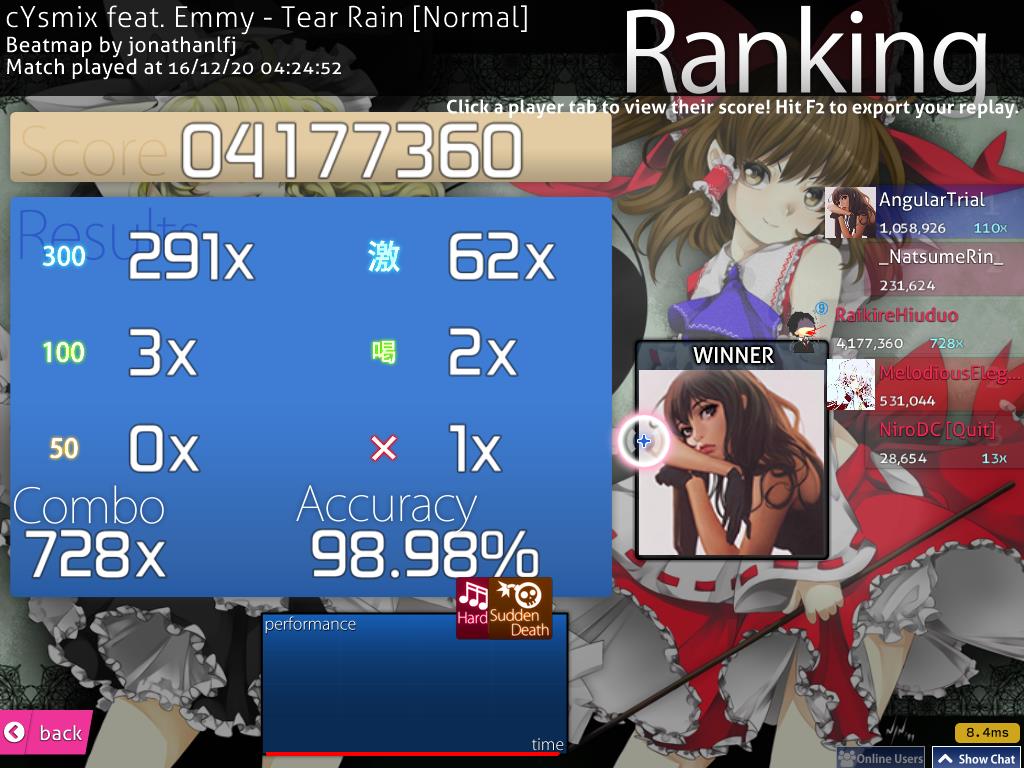 cYsmix feat. Emmy - Tear Rain [Normal]
Beatmap by jonathanlfj
Match played at 16/12/20 04:24:52
Ranking
Click a player tab to view their score! Hit F2 to export your replay.
Score 04177360
Results
300 291x 激 62x
100 3x 喝 2x
50 0x 1x
Combo
728x
Accuracy
98.98%
Hard
Sudden Death
performance
time
WINNER
AngularTrial
1,058,926 110x
_NatsumeRin_
231,624
9
RaikireHiuduo
4,177,360 728x
MelodiousEleg...
531,044
NiroDC [Quit]
28,654 13x
back
8.4ms
Online Users
Show Chat